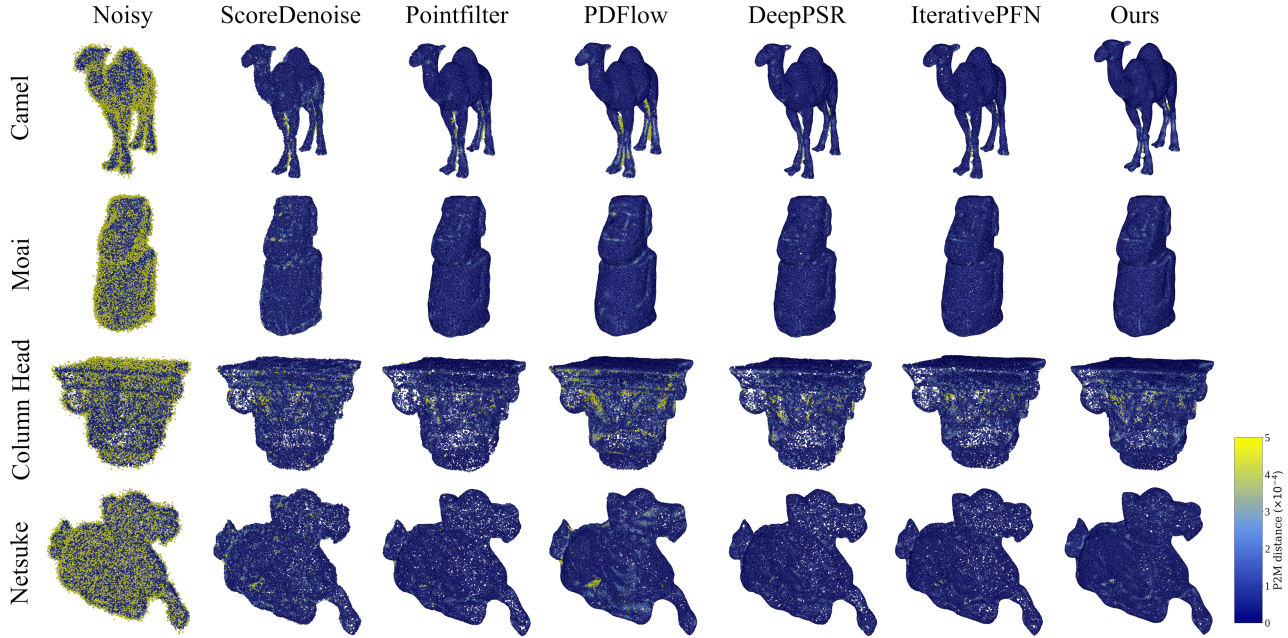 Noisy ScoreDenoise Pointfilter PDFlow DeepPSR IterativePFN Ours
Camel
Moai
Column Head
Netsuke
5
4
3
2
1
0
P2M distance (×10⁻⁴)